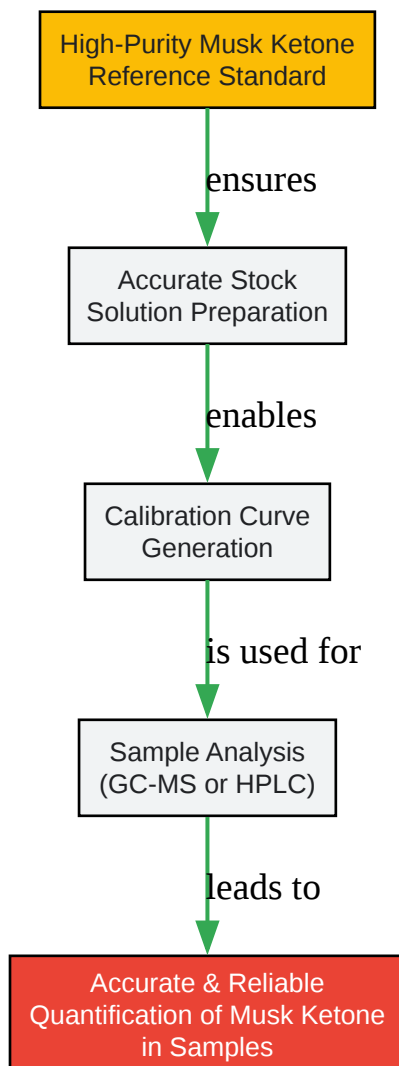 High-Purity Musk Ketone
Reference Standard
ensures
Accurate Stock
Solution Preparation
enables
Calibration Curve
Generation
is used for
Sample Analysis
(GC-MS or HPLC)
leads to
Accurate & Reliable
Quantification of Musk Ketone
in Samples